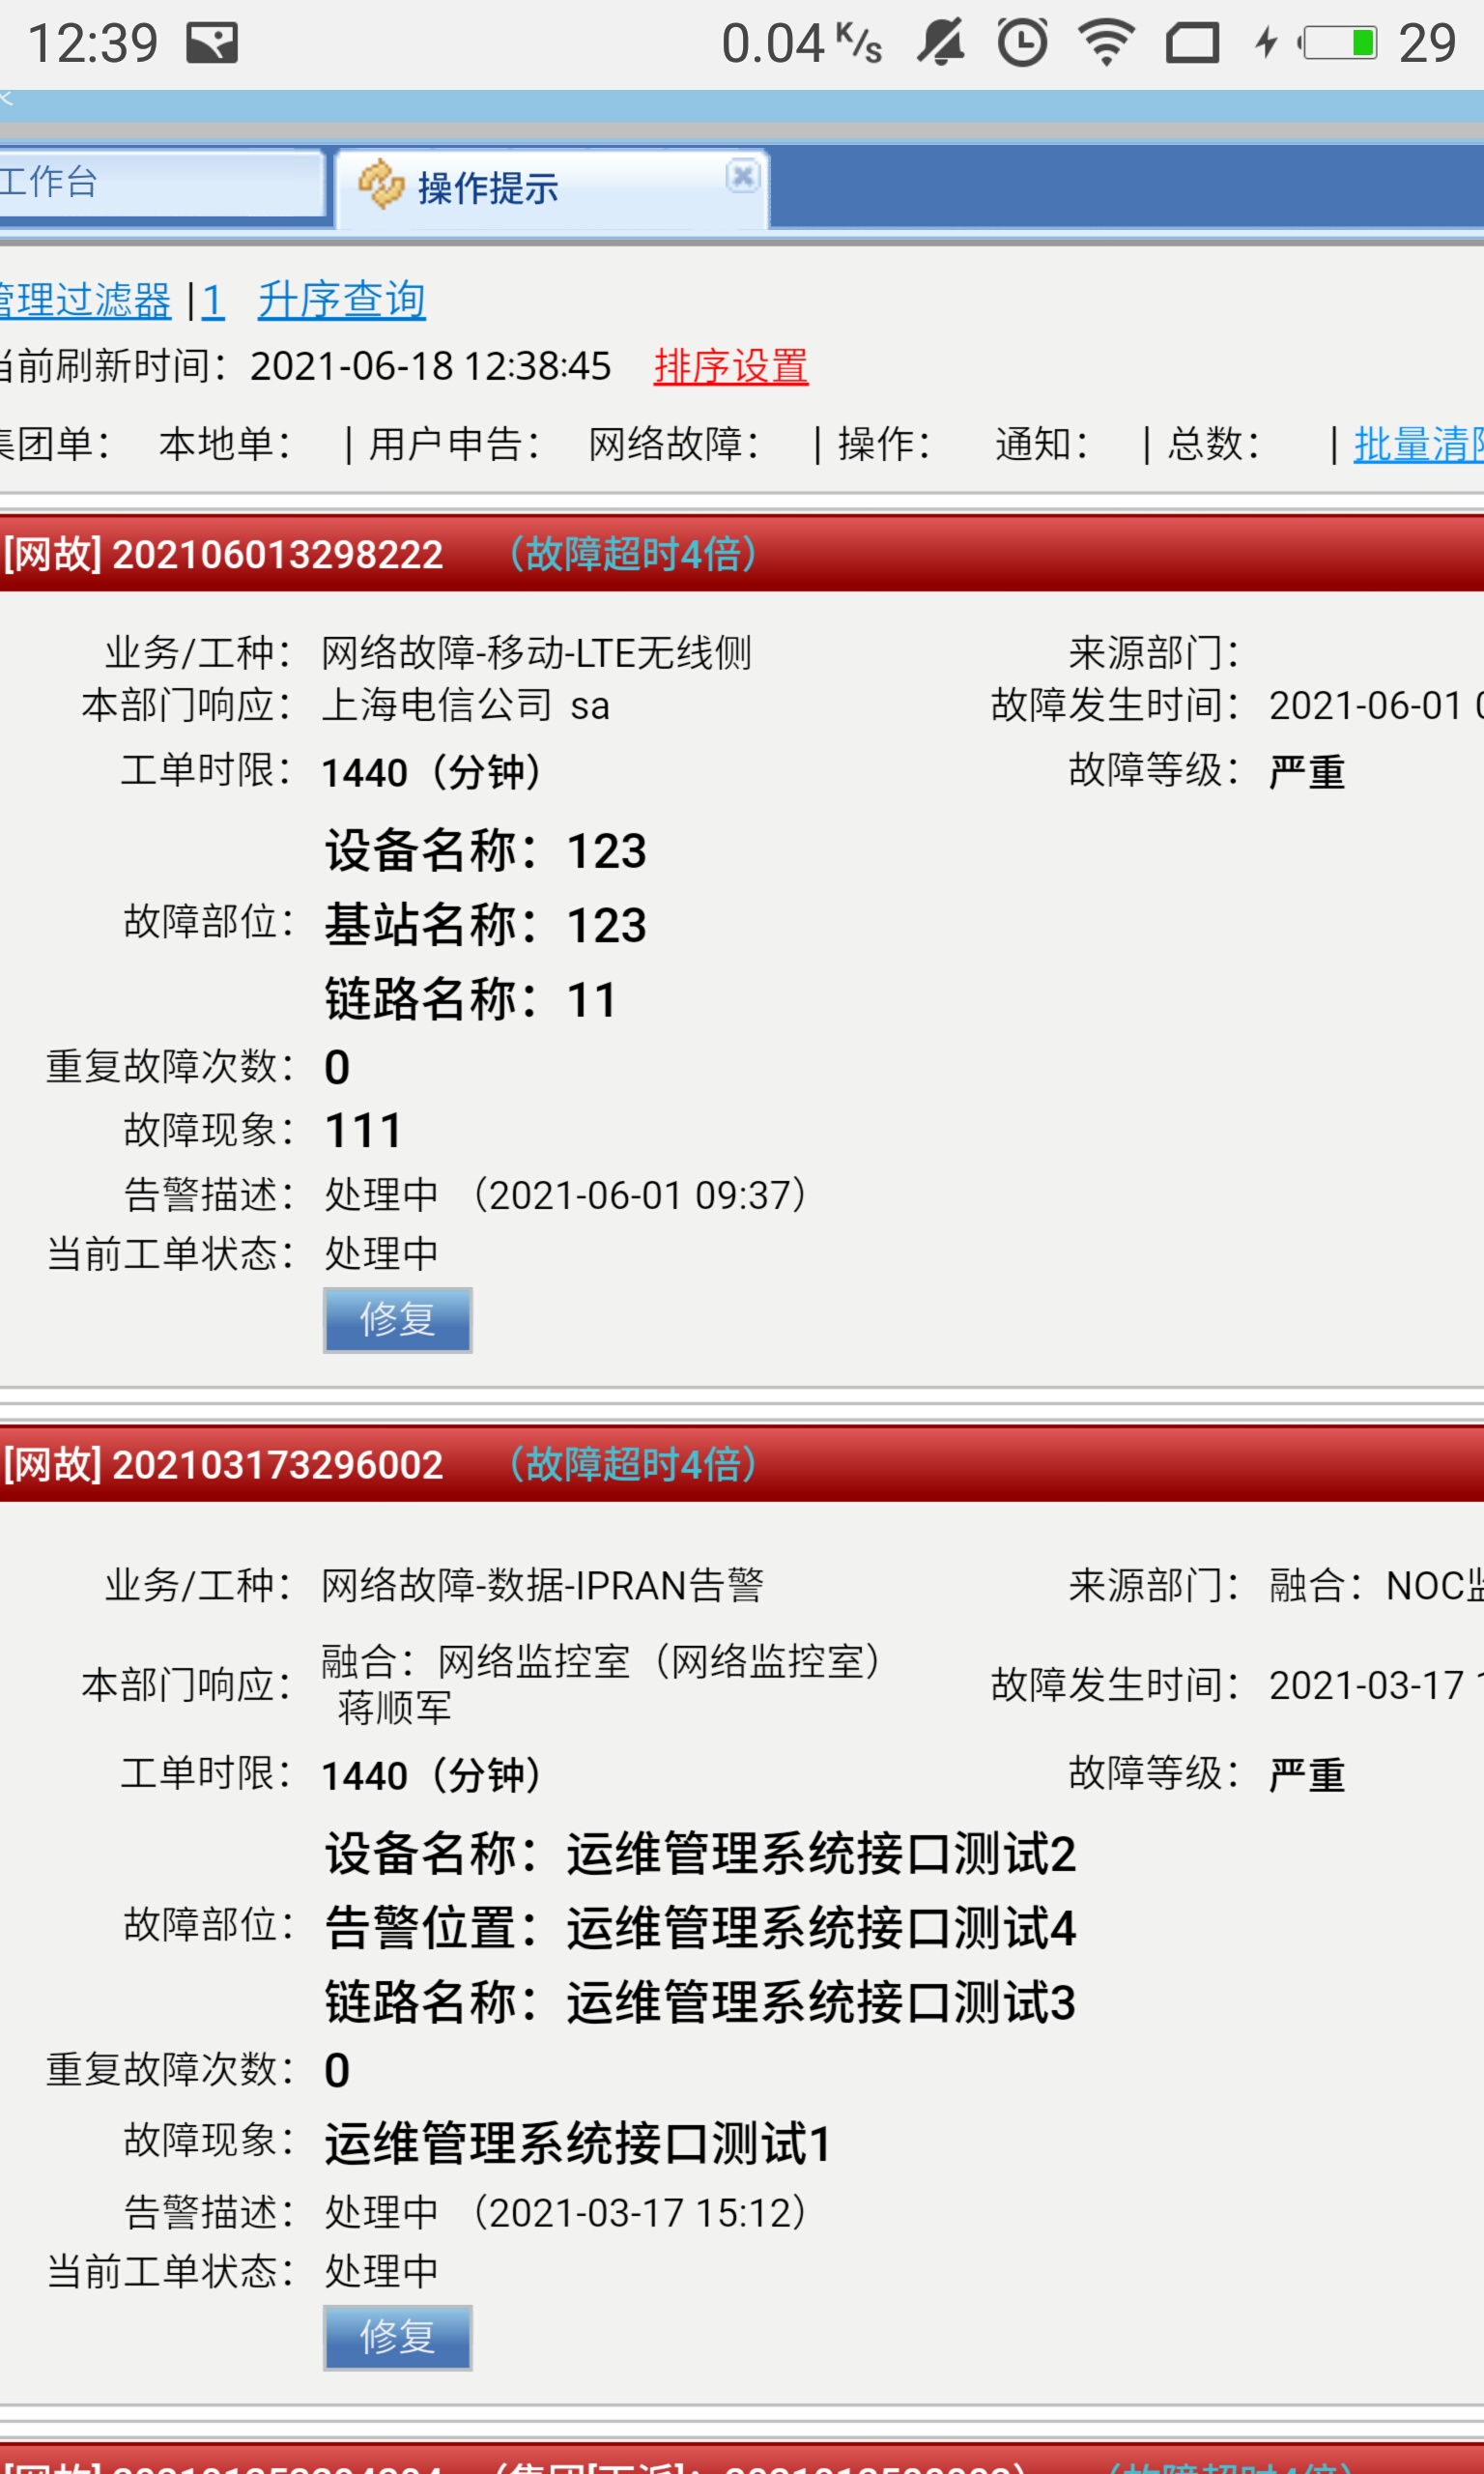 12:39 0.04 K/S 29
工作台 操作提示
管理过滤器 | 1 升序查询
当前刷新时间：2021-06-18 12:38:45 排序设置
集团单： 本地单： | 用户申告： 网络故障： | 操作： 通知： | 总数： | 批量清除
[网故] 202106013298222 （故障超时4倍）
业务/工种： 网络故障-移动-LTE无线侧 来源部门：
本部门响应： 上海电信公司 sa 故障发生时间： 2021-06-01 0
工单时限： 1440（分钟） 故障等级： 严重
设备名称：123
故障部位： 基站名称：123
链路名称：11
重复故障次数： 0
故障现象： 111
告警描述： 处理中 （2021-06-01 09:37）
当前工单状态： 处理中
修复
[网故] 202103173296002 （故障超时4倍）
业务/工种： 网络故障-数据-IPRAN告警 来源部门： 融合：NOC监
本部门响应： 融合：网络监控室（网络监控室）
蒋顺军 故障发生时间： 2021-03-17 1
工单时限： 1440（分钟） 故障等级： 严重
设备名称：运维管理系统接口测试2
故障部位： 告警位置：运维管理系统接口测试4
链路名称：运维管理系统接口测试3
重复故障次数： 0
故障现象： 运维管理系统接口测试1
告警描述： 处理中 （2021-03-17 15:12）
当前工单状态： 处理中
修复